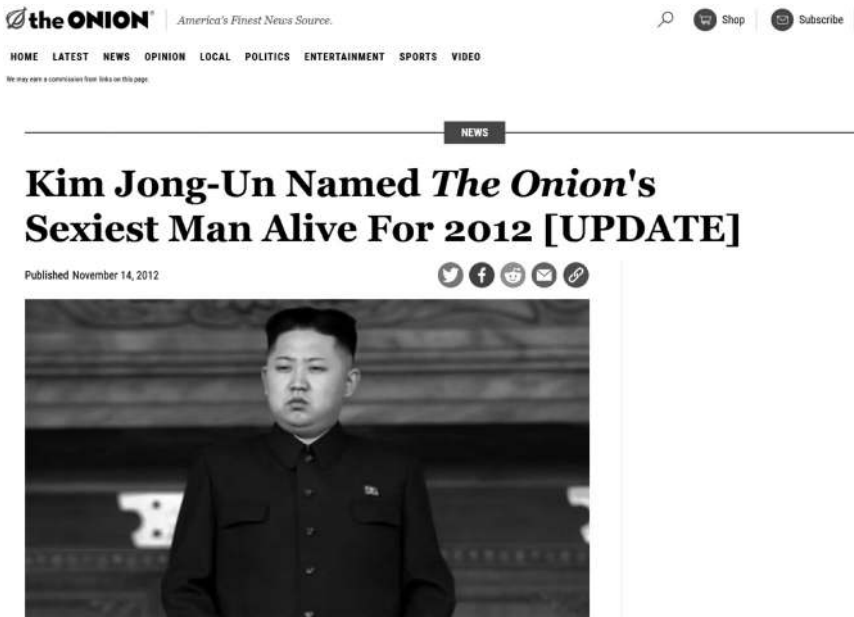 the ONION America's Finest News Source. Shop Subscribe
HOME LATEST NEWS OPINION LOCAL POLITICS ENTERTAINMENT SPORTS VIDEO
We may earn a commission from links on this page.
NEWS
Kim Jong-Un Named The Onion's
Sexiest Man Alive For 2012 [UPDATE]
Published November 14, 2012